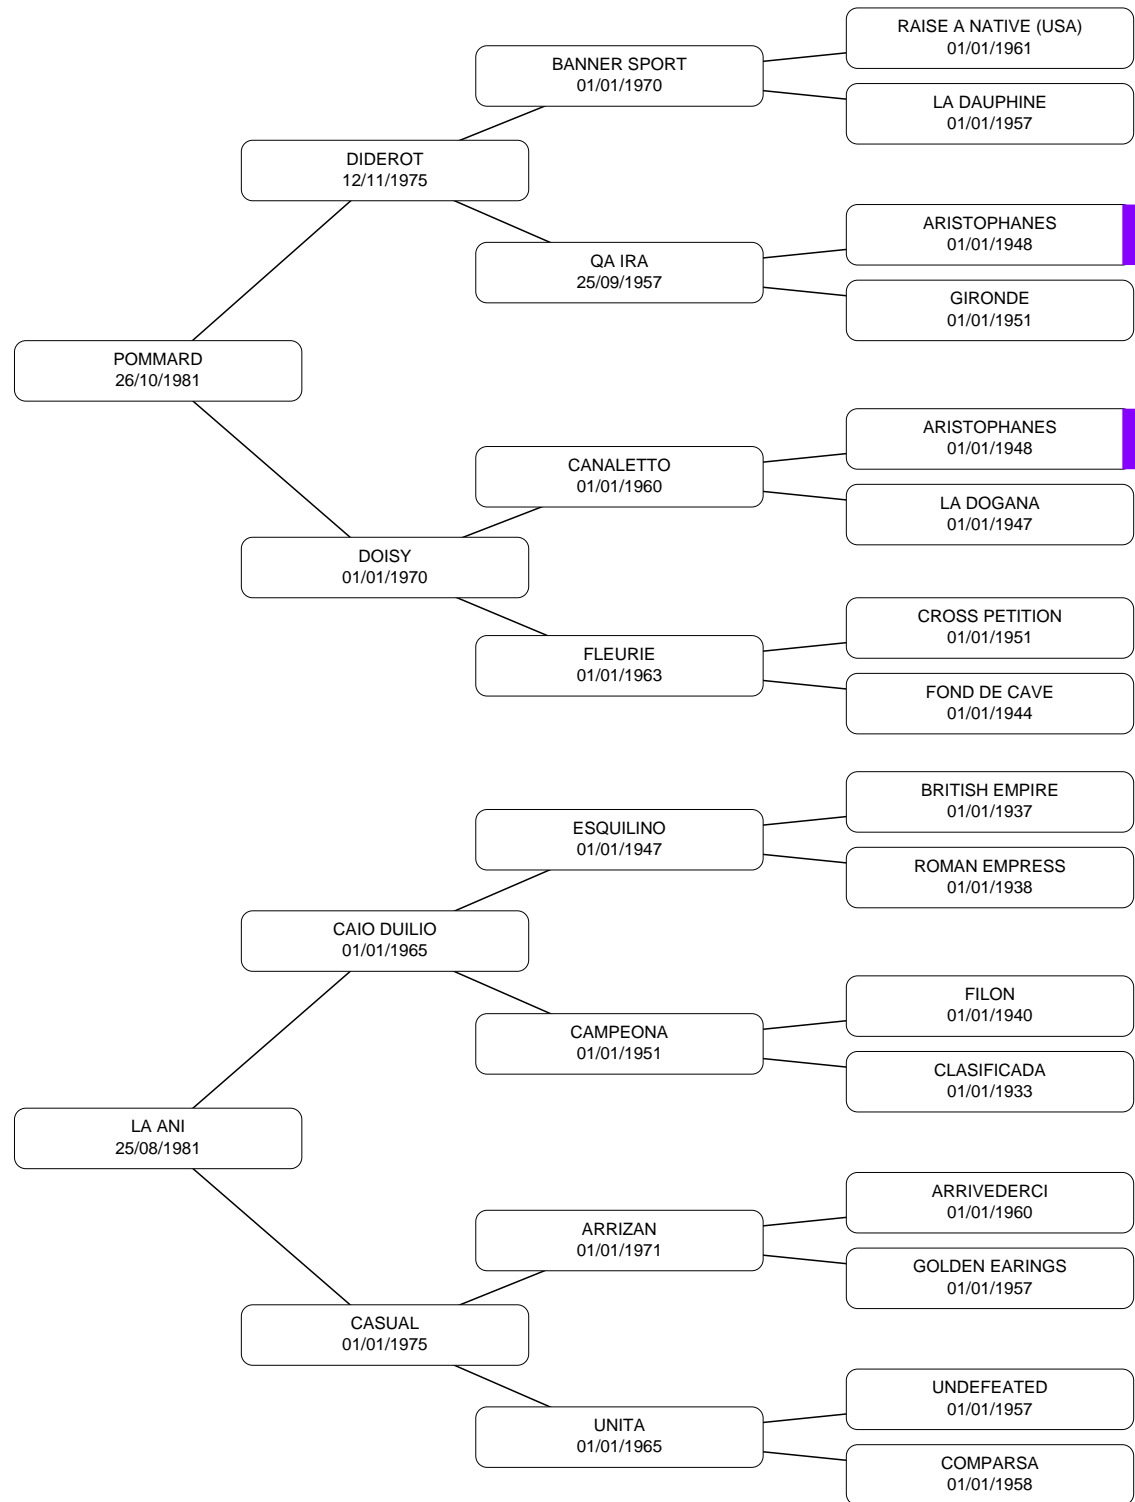 RAISE A NATIVE (USA)
01/01/1961
BANNER SPORT
01/01/1970
LA DAUPHINE
01/01/1957
DIDEROT
12/11/1975
ARISTOPHANES
01/01/1948
QA IRA
25/09/1957
GIRONDE
01/01/1951
POMMARD
26/10/1981
ARISTOPHANES
01/01/1948
CANALETTO
01/01/1960
LA DOGANA
01/01/1947
DOISY
01/01/1970
CROSS PETITION
01/01/1951
FLEURIE
01/01/1963
FOND DE CAVE
01/01/1944
BRITISH EMPIRE
01/01/1937
ESQUILINO
01/01/1947
ROMAN EMPRESS
01/01/1938
CAIO DUILIO
01/01/1965
FILON
01/01/1940
CAMPEONA
01/01/1951
CLASIFICADA
01/01/1933
LA ANI
25/08/1981
ARRIVEDERCI
01/01/1960
ARRIZAN
01/01/1971
GOLDEN EARINGS
01/01/1957
CASUAL
01/01/1975
UNDEFEATED
01/01/1957
UNITA
01/01/1965
COMPARSA
01/01/1958